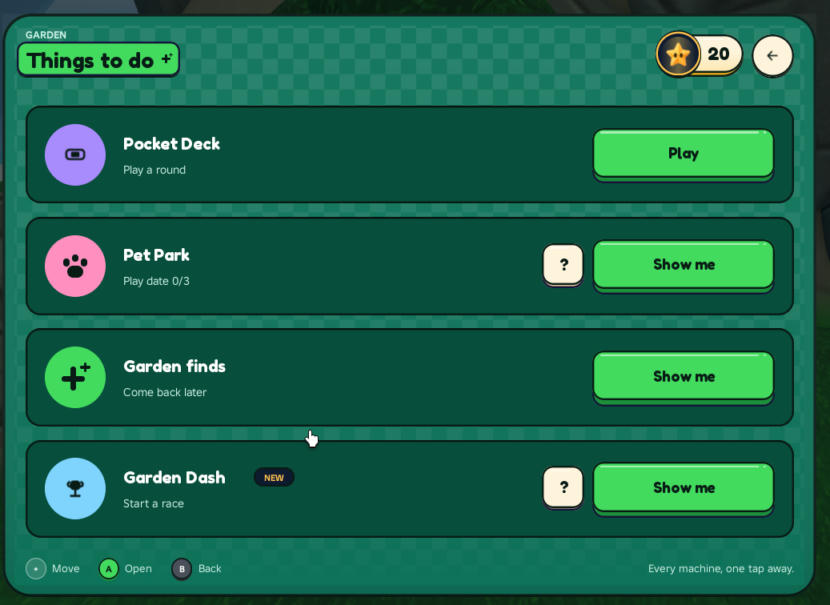 GARDEN
Things to do
20
Pocket Deck
Play a round
Play
Pet Park
Play date 0/3
?
Show me
Garden finds
Come back later
Show me
Garden Dash
NEW
Start a race
?
Show me
Move
A
Open
B
Back
Every machine, one tap away.